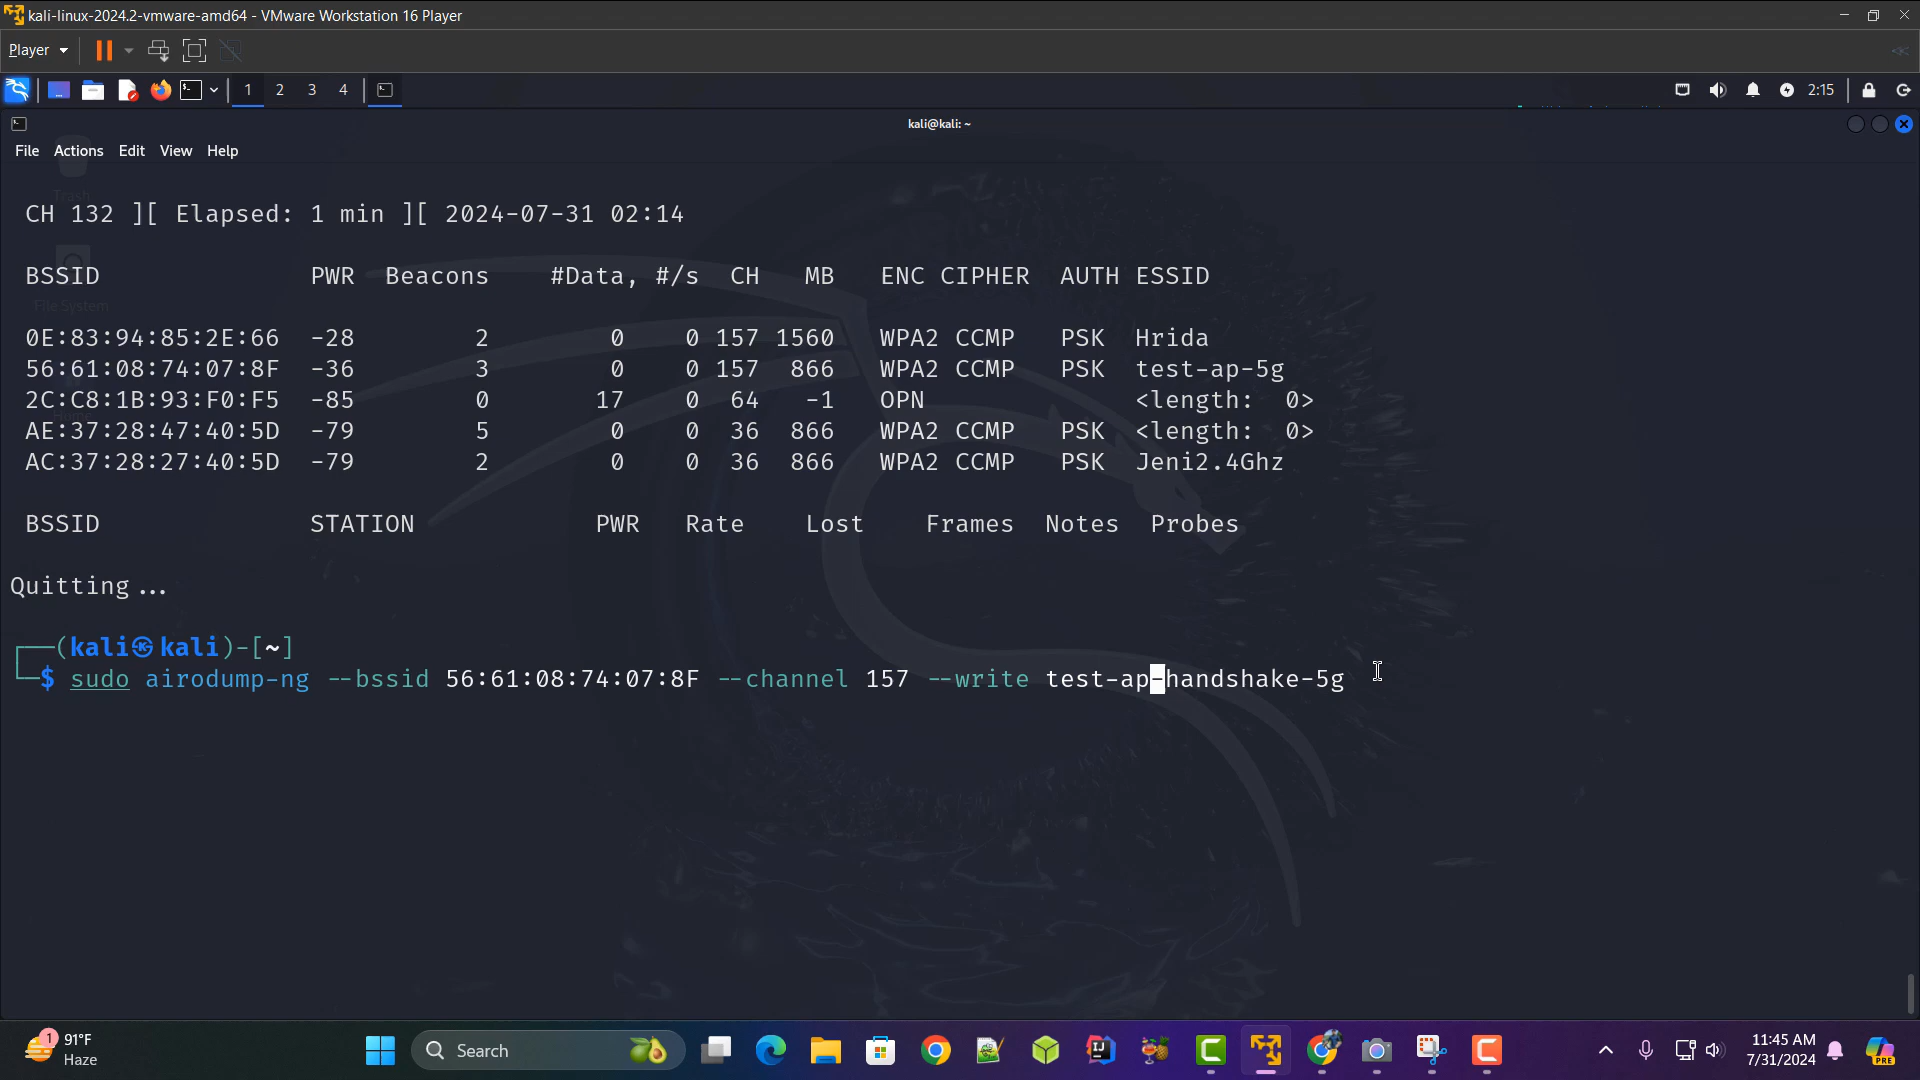 kali-linux-2024.2-vmware-amd64 - VMware Workstation 16 Player
Player
1 2 3 4
2:15
kali@kali: ~
File Actions Edit View Help
Trash
CH 132 ][ Elapsed: 1 min ][ 2024-07-31 02:14
BSSID PWR Beacons #Data, #/s CH MB ENC CIPHER AUTH ESSID
File System
0E:83:94:85:2E:66 -28 2 0 0 157 1560 WPA2 CCMP PSK Hrida
56:61:08:74:07:8F -36 3 0 0 157 866 WPA2 CCMP PSK test-ap-5g
2C:C8:1B:93:F0:F5 -85 0 17 0 64 -1 OPN <length: 0>
AE:37:28:47:40:5D -79 5 0 0 36 866 WPA2 CCMP PSK <length: 0>
AC:37:28:27:40:5D -79 2 0 0 36 866 WPA2 CCMP PSK Jeni2.4Ghz
BSSID STATION PWR Rate Lost Frames Notes Probes
Quitting...
(kali㉿kali)-[~]
$ sudo airodump-ng --bssid 56:61:08:74:07:8F --channel 157 --write test-ap-handshake-5g
1
91°F
Haze
Search
11:45 AM
7/31/2024
PRE